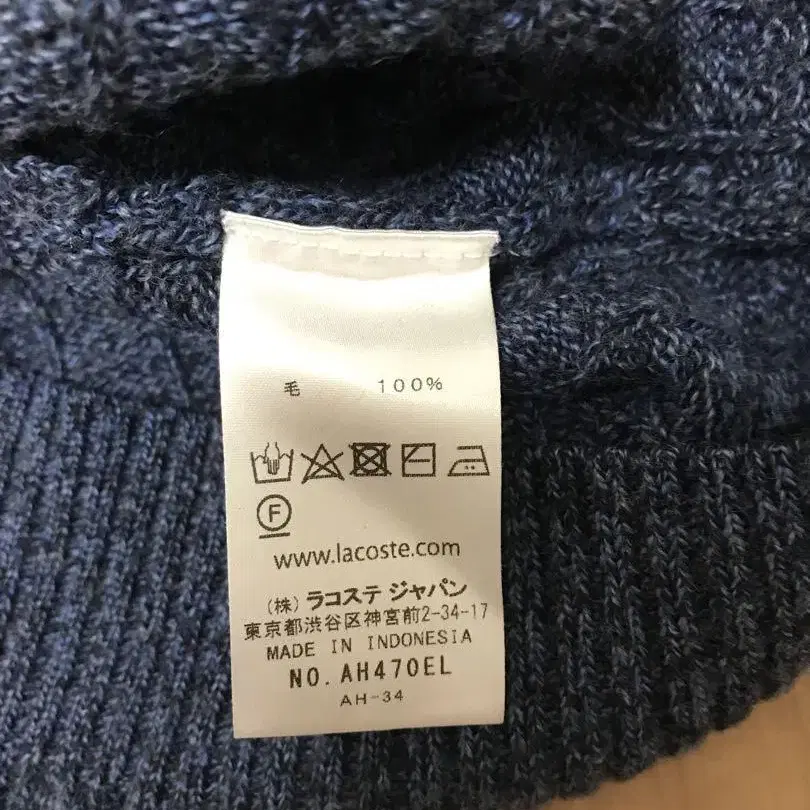 毛 100%
F
www.lacoste.com
(株) ラコステ ジャパン
東京都渋谷区神宮前2-34-17
MADE IN INDONESIA
NO. AH470EL
AH-34